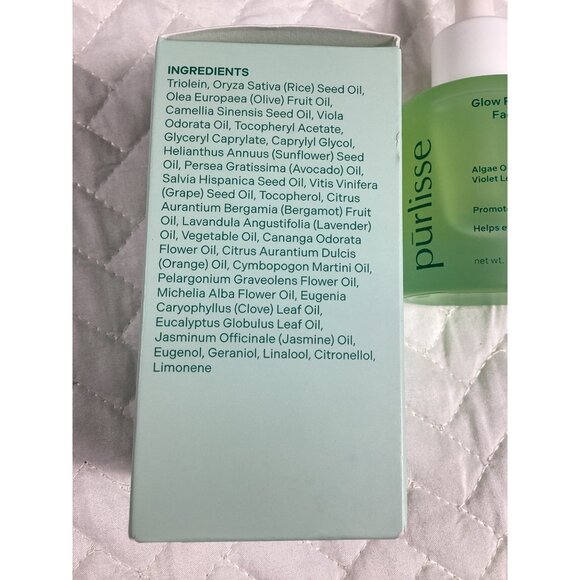 INGREDIENTS
Triolein, Oryza Sativa (Rice) Seed Oil,
Olea Europaea (Olive) Fruit Oil,
Camellia Sinensis Seed Oil, Viola
Odorata Oil, Tocopheryl Acetate,
Glyceryl Caprylate, Caprylyl Glycol,
Helianthus Annuus (Sunflower) Seed
Oil, Persea Gratissima (Avocado) Oil,
Salvia Hispanica Seed Oil, Vitis Vinifera
(Grape) Seed Oil, Tocopherol, Citrus
Aurantium Bergamia (Bergamot) Fruit
Oil, Lavandula Angustifolia (Lavender)
Oil, Vegetable Oil, Cananga Odorata
Flower Oil, Citrus Aurantium Dulcis
(Orange) Oil, Cymbopogon Martini Oil,
Pelargonium Graveolens Flower Oil,
Michelia Alba Flower Oil, Eugenia
Caryophyllus (Clove) Leaf Oil,
Eucalyptus Globulus Leaf Oil,
Jasminum Officinale (Jasmine) Oil,
Eugenol, Geraniol, Linalool, Citronellol,
Limonene
pūrlisse
Glow
Algae
Violet
Helps
net wt.